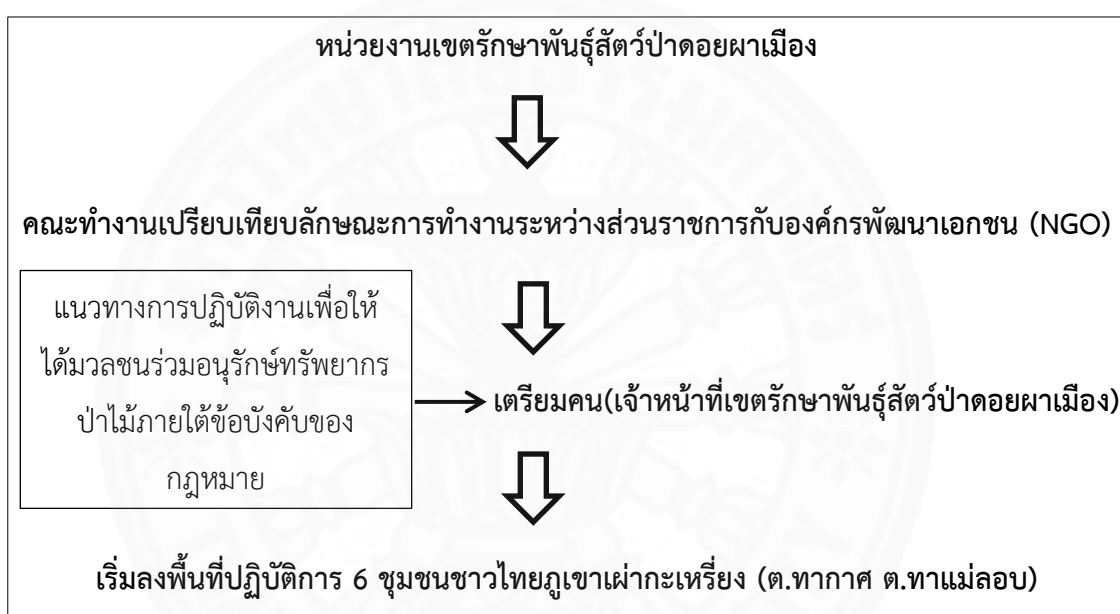 หน่วยงานเขตรักษาพันธุ์สัตว์ป่าดอยผาเมือง
คณะทำงานเปรียบเทียบลักษณะการทำงานระหว่างส่วนราชการกับองค์กรพัฒนาเอกชน (NGO)
แนวทางการปฏิบัติงานเพื่อให้
ได้มวลชนร่วมอนุรักษ์ทรัพยากร
ป่าไม้ภายใต้ข้อบังคับของ
กฎหมาย
เตรียมคน(เจ้าหน้าที่เขตรักษาพันธุ์สัตว์ป่าดอยผาเมือง)
เริ่มลงพื้นที่ปฏิบัติการ 6 ชุมชนชาวไทยภูเขาเผ่ากะเหรี่ยง (ต.ทากาศ ต.ทาแม่ลอบ)